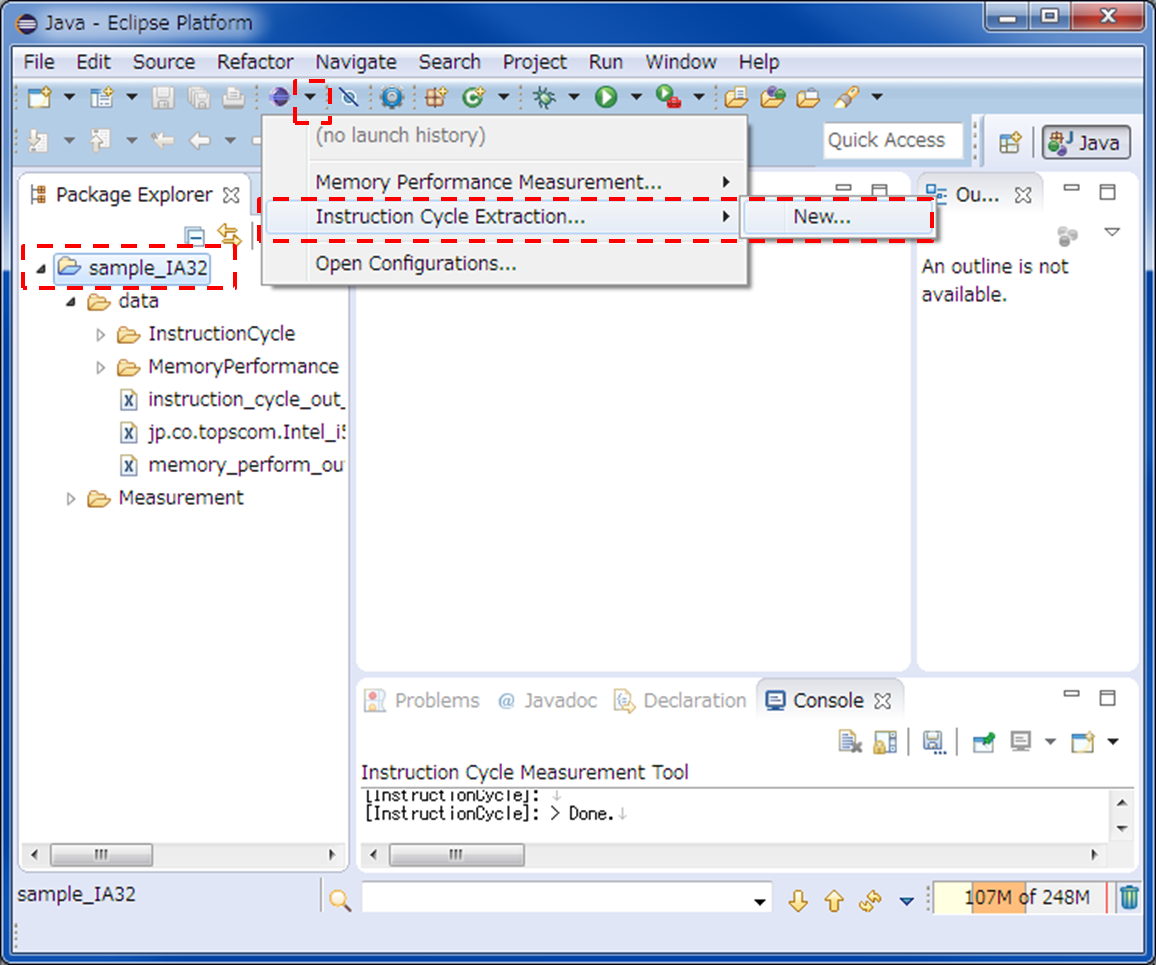 Java - Eclipse Platform
File Edit Source Refactor Navigate Search Project Run Window Help
(no launch history)
Memory Performance Measurement...
Instruction Cycle Extraction...
New...
Open Configurations...
Quick Access
Java
Package Explorer
sample_IA32
data
InstructionCycle
MemoryPerformance
instruction_cycle_out_
jp.co.topscom.Intel_i5
memory_perform_ou
Measurement
Ou...
An outline is not
available.
Problems @ Javadoc Declaration Console
Instruction Cycle Measurement Tool
[InstructionCycle]: ↓
[InstructionCycle]: > Done.↓
sample_IA32
107M of 248M